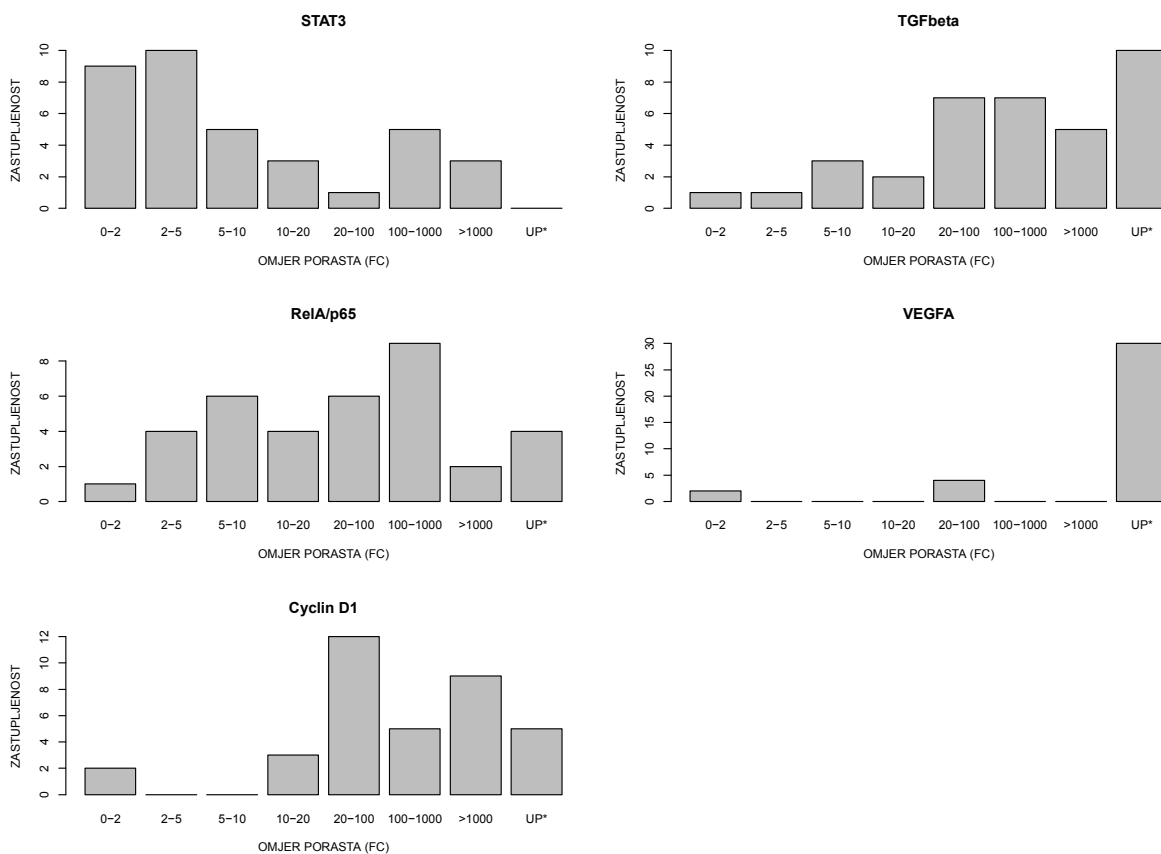 STAT3
ZASTUPLJENOST
0 2 4 6 8 10
0−2 2−5 5−10 10−20 20−100 100−1000 >1000 UP*
OMJER PORASTA (FC)
TGFbeta
ZASTUPLJENOST
0 2 4 6 8 10
0−2 2−5 5−10 10−20 20−100 100−1000 >1000 UP*
OMJER PORASTA (FC)
RelA/p65
ZASTUPLJENOST
0 2 4 6 8
0−2 2−5 5−10 10−20 20−100 100−1000 >1000 UP*
OMJER PORASTA (FC)
VEGFA
ZASTUPLJENOST
0 5 10 15 20 25 30
0−2 2−5 5−10 10−20 20−100 100−1000 >1000 UP*
OMJER PORASTA (FC)
Cyclin D1
ZASTUPLJENOST
0 2 4 6 8 10 12
0−2 2−5 5−10 10−20 20−100 100−1000 >1000 UP*
OMJER PORASTA (FC)